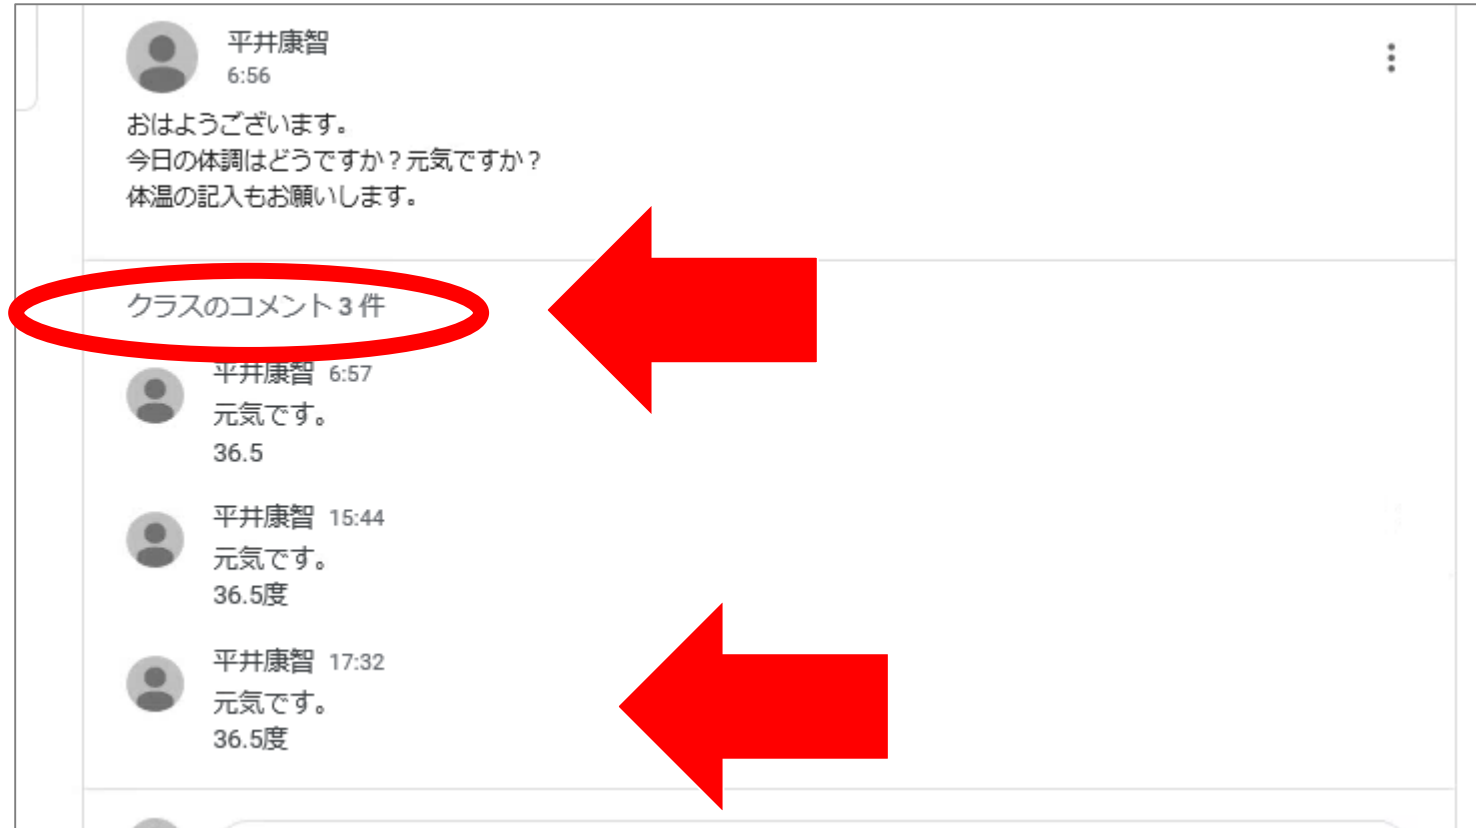 平井康智
6:56
おはようございます。
今日の体調はどうですか？元気ですか？
体温の記入もお願いします。
クラスのコメント 3 件
平井康智 6:57
元気です。
36.5
平井康智 15:44
元気です。
36.5度
平井康智 17:32
元気です。
36.5度